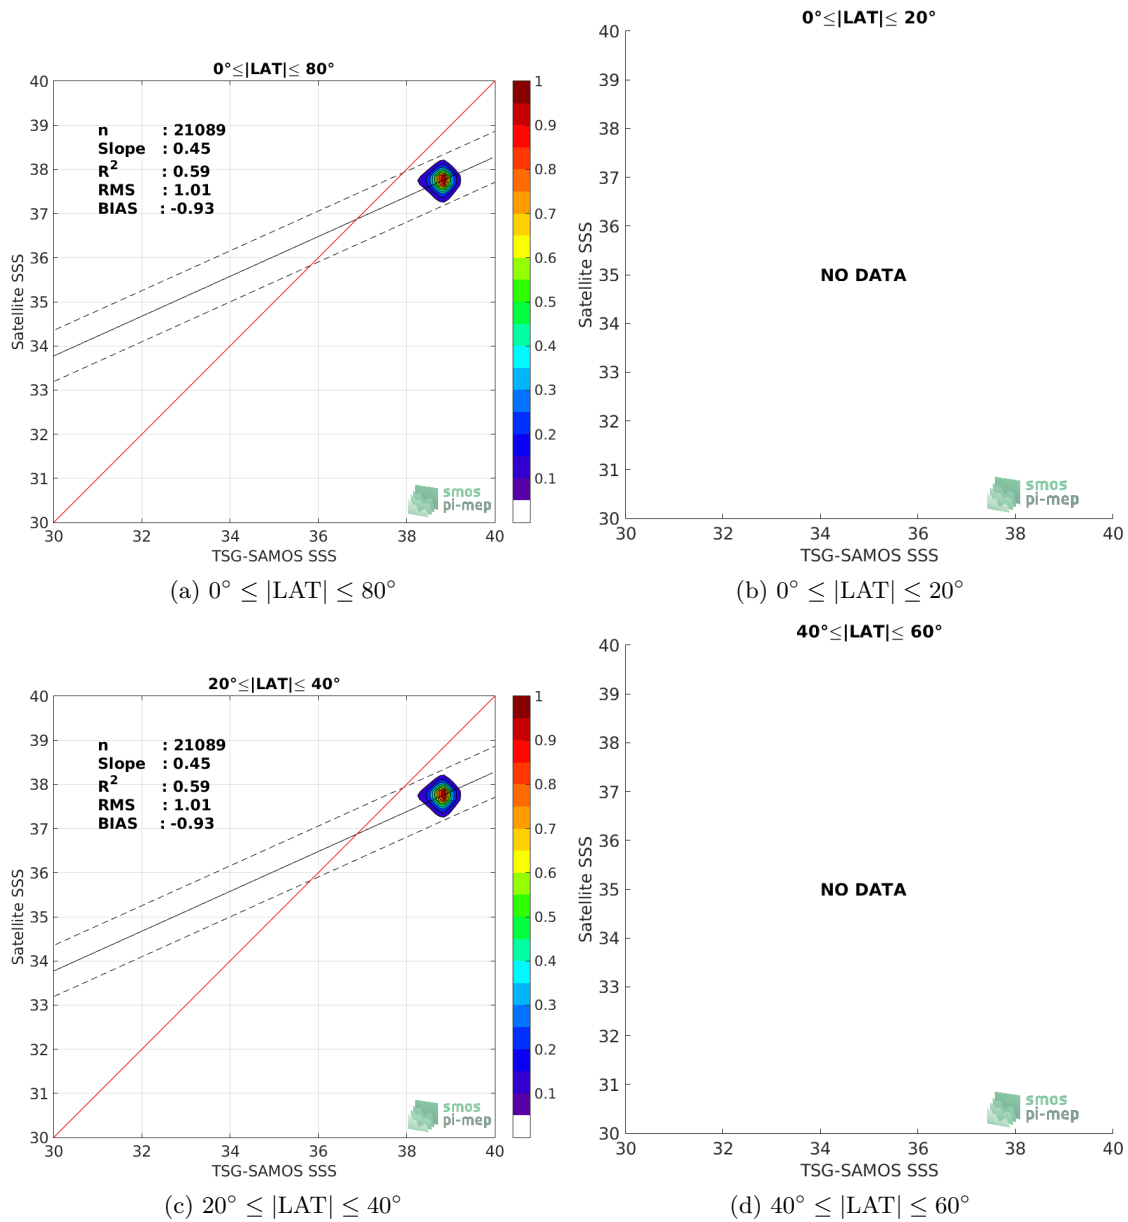 0°≤|LAT|≤ 80°
40
39
38
37
36
35
34
33
32
31
30
Satellite SSS
n : 21089
Slope : 0.45
R2 : 0.59
RMS : 1.01
BIAS : -0.93
1
0.9
0.8
0.7
0.6
0.5
0.4
0.3
0.2
0.1
smos
pi-mep
30 32 34 36 38 40
TSG-SAMOS SSS
(a) 0° ≤ |LAT| ≤ 80°
0°≤|LAT|≤ 20°
40
39
38
37
36
35
34
33
32
31
30
Satellite SSS
NO DATA
smos
pi-mep
30 32 34 36 38 40
TSG-SAMOS SSS
(b) 0° ≤ |LAT| ≤ 20°
20°≤|LAT|≤ 40°
40
39
38
37
36
35
34
33
32
31
30
Satellite SSS
n : 21089
Slope : 0.45
R2 : 0.59
RMS : 1.01
BIAS : -0.93
1
0.9
0.8
0.7
0.6
0.5
0.4
0.3
0.2
0.1
smos
pi-mep
30 32 34 36 38 40
TSG-SAMOS SSS
(c) 20° ≤ |LAT| ≤ 40°
40°≤|LAT|≤ 60°
40
39
38
37
36
35
34
33
32
31
30
Satellite SSS
NO DATA
smos
pi-mep
30 32 34 36 38 40
TSG-SAMOS SSS
(d) 40° ≤ |LAT| ≤ 60°